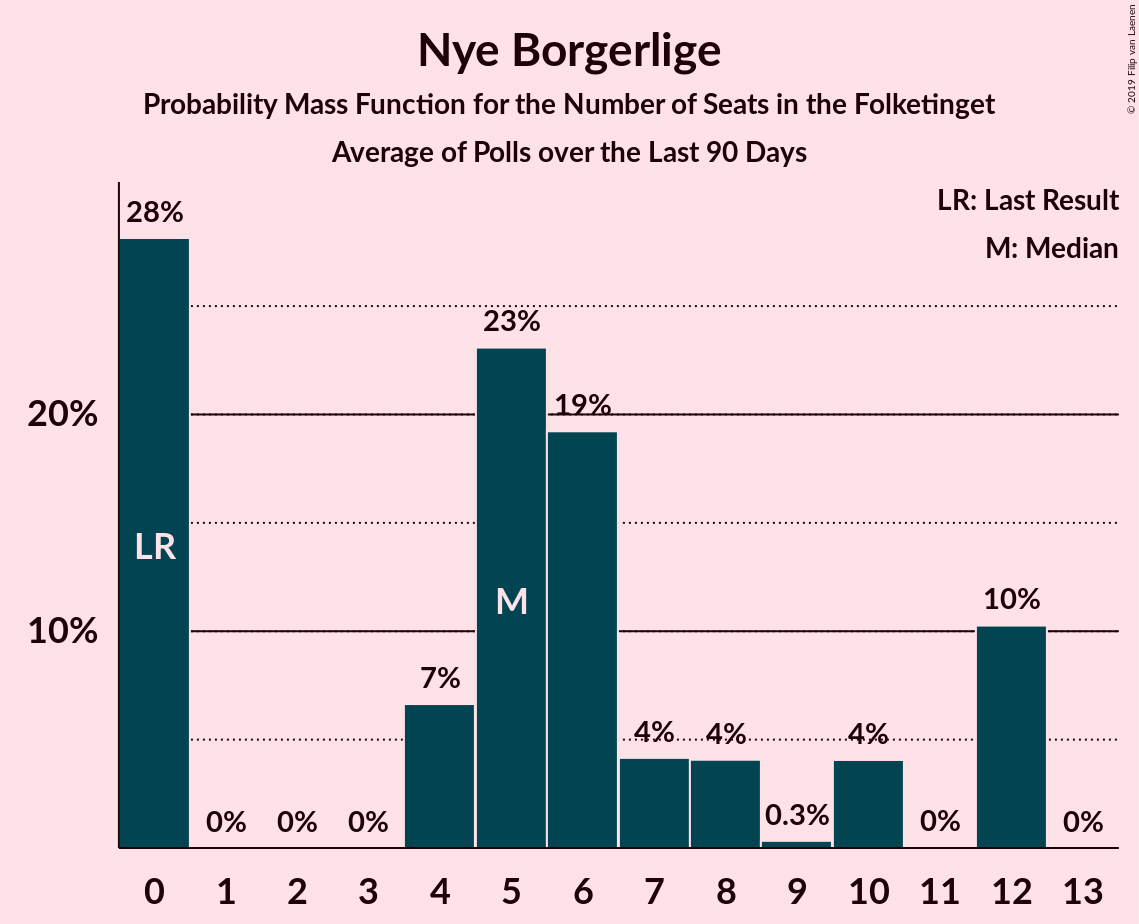 Nye Borgerlige
Probability Mass Function for the Number of Seats in the Folketinget
Average of Polls over the Last 90 Days
© 2019 Filip van Laenen
LR: Last Result
M: Median
28%
23%
20%
19%
LR
M
10%
10%
7%
4%
4%
4%
0%
0%
0%
0.3%
0%
0%
0 1 2 3 4 5 6 7 8 9 10 11 12 13